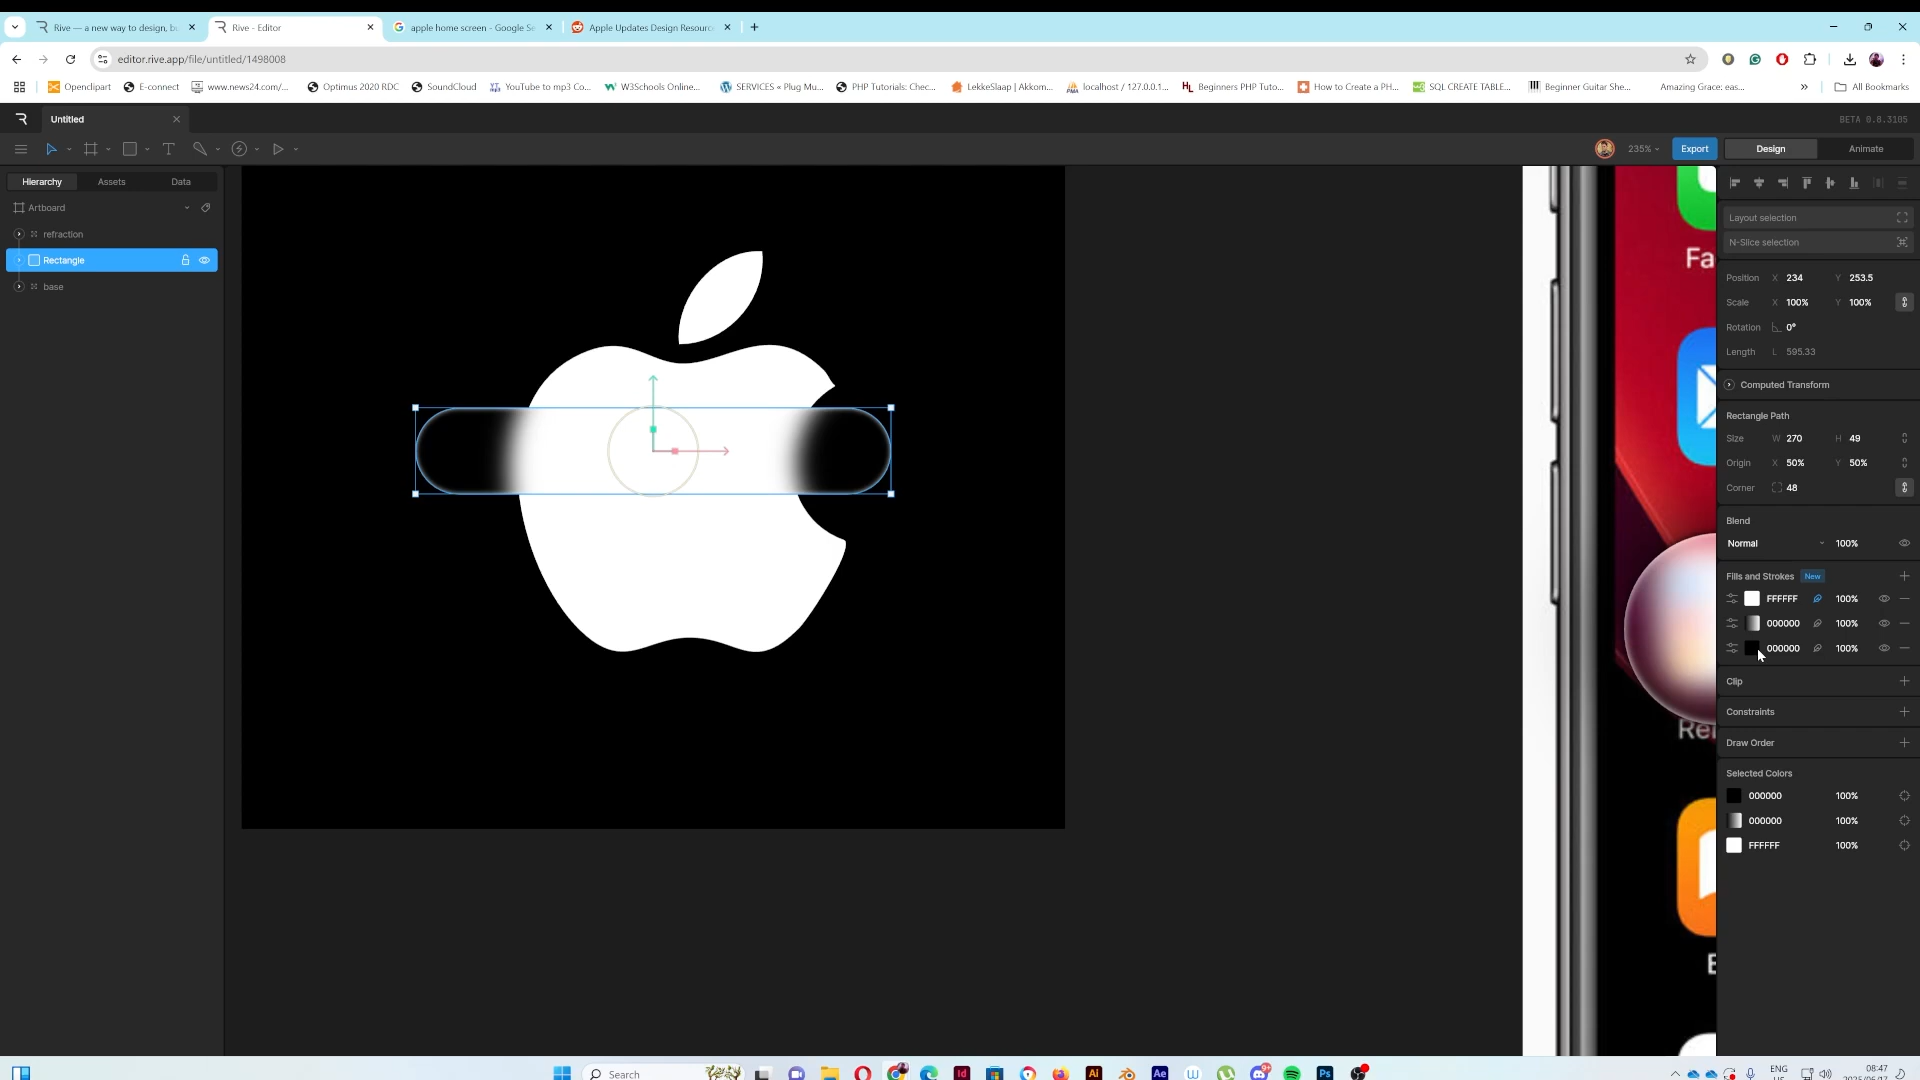 Rive — a new way to design, bu
Rive - Editor
apple home screen - Google Se
Apple Updates Design Resource
editor.rive.app/file/untitled/1498008
Openclipart
E-connect
www.news24.com/...
Optimus 2020 RDC
SoundCloud
YouTube to mp3 Co...
W3Schools Online...
SERVICES « Plug Mu...
PHP Tutorials: Chec...
LekkeSlaap | Akkom...
localhost / 127.0.0.1...
Beginners PHP Tuto...
How to Create a PH...
SQL CREATE TABLE...
Beginner Guitar She...
Amazing Grace: eas...
All Bookmarks
Untitled
BETA 0.8.3105
235%
Export
Design
Animate
Hierarchy
Assets
Data
Artboard
refraction
Rectangle
base
Layout selection
N-Slice selection
Position X 234 Y 253.5
Scale X 100% Y 100%
Rotation 0°
Length L 595.33
Computed Transform
Rectangle Path
Size W 270 H 49
Origin X 50% Y 50%
Corner 48
Blend
Normal 100%
Fills and Strokes New
FFFFFF 100%
000000 100%
000000 100%
Clip
Constraints
Draw Order
Selected Colors
000000 100%
000000 100%
FFFFFF 100%
Fa
Re
Search
Id
Ai
Ae
Ps
ENG
08:47